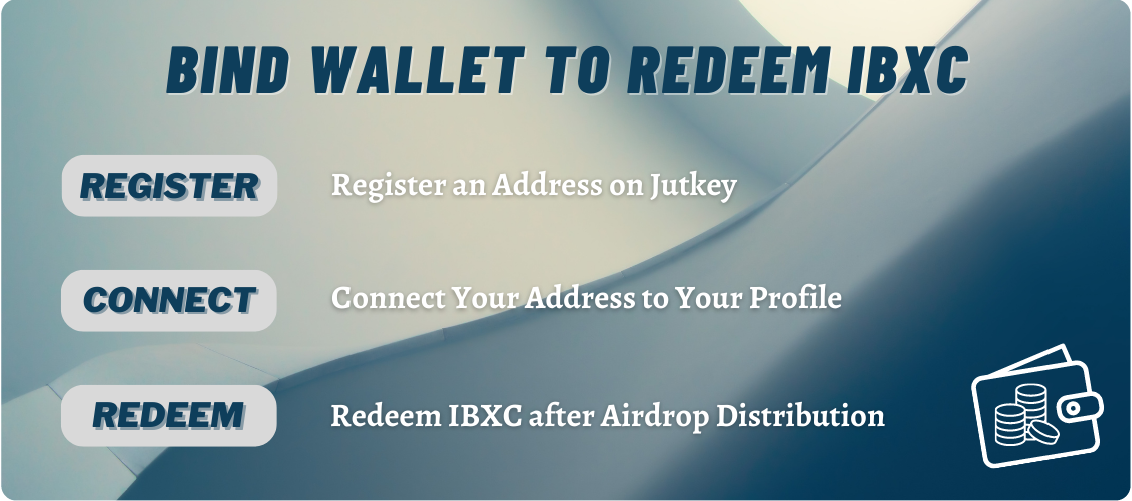 BIND WALLET TO REDEEM IBXC
REGISTER
Register an Address on Jutkey
CONNECT
Connect Your Address to Your Profile
REDEEM
Redeem IBXC after Airdrop Distribution